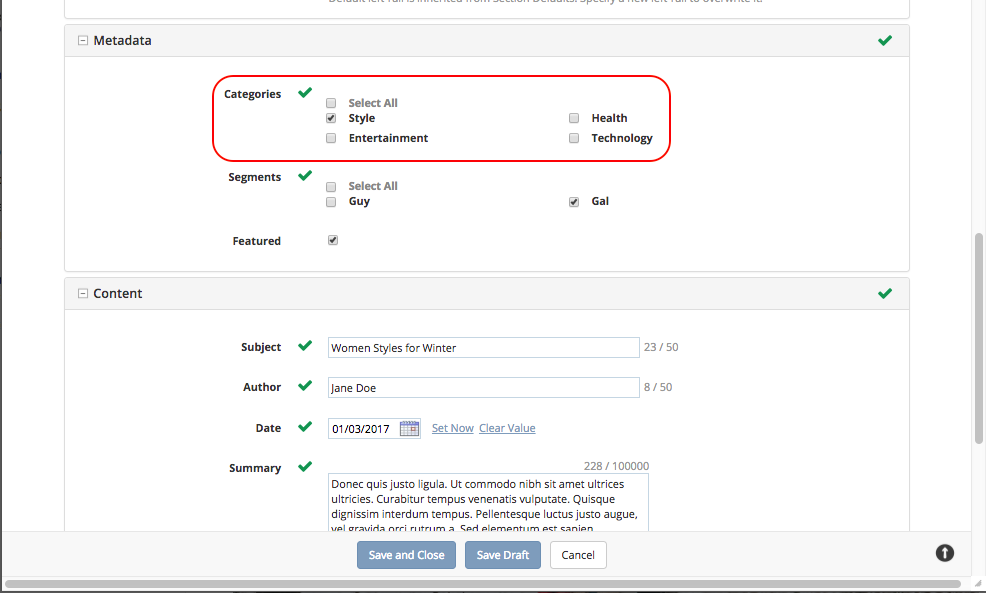 Default left rail is inherited from Section Defaults. Specify a new left rail to overwrite it.
Metadata
Categories
Select All
Style
Health
Entertainment
Technology
Segments
Select All
Guy
Gal
Featured
Content
Subject
Women Styles for Winter
23 / 50
Author
Jane Doe
8 / 50
Date
01/03/2017
Set Now
Clear Value
Summary
228 / 100000
Donec quis justo ligula. Ut commodo nibh sit amet ultrices
ultricies. Curabitur tempus venenatis vulputate. Quisque
dignissim interdum tempus. Pellentesque luctus justo augue,
vel gravida orci rutrum a. Sed elementum est sapien
Save and Close
Save Draft
Cancel